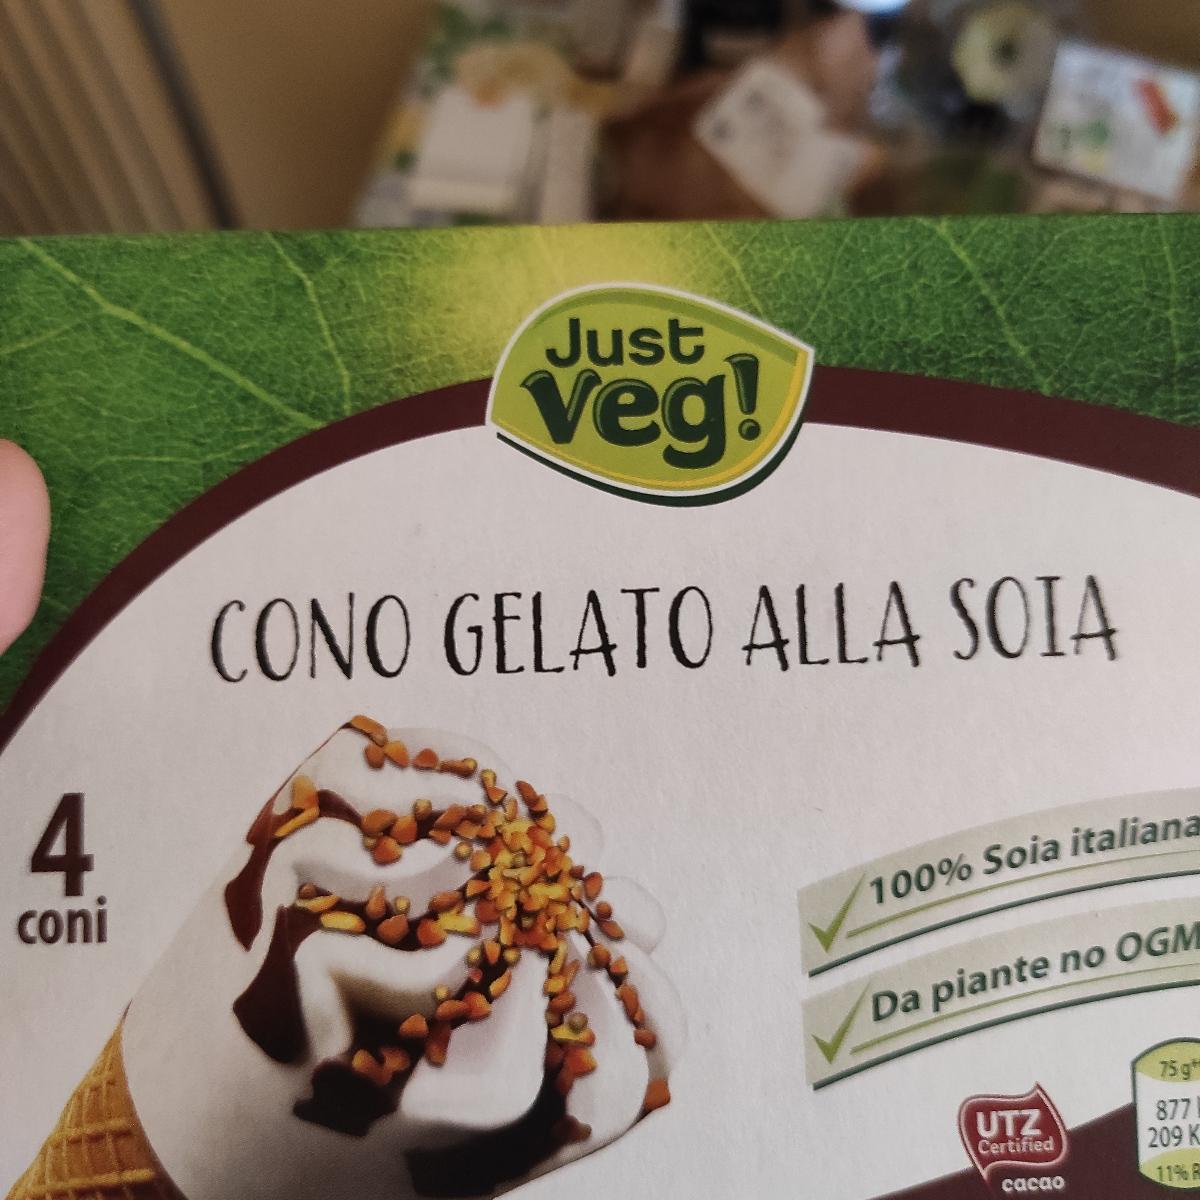 Just
Veg!
CONO GELATO ALLA SOIA
4
coni
100% Soia italiana
Da piante no OGM
UTZ
Certified
cacao
75 g
877
209 K
11%